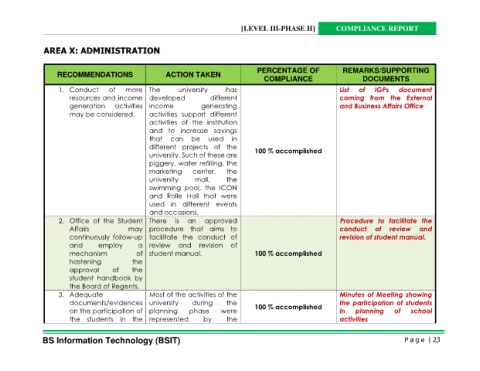 [LEVEL III-PHASE II] COMPLIANCE REPORT
AREA X: ADMINISTRATION
RECOMMENDATIONS
ACTION TAKEN
PERCENTAGE OF
COMPLIANCE
REMARKS/SUPPORTING
DOCUMENTS
1. Conduct of more
resources and income
generation activities
may be considered.
The university has
developed different
income generating
activities support different
activities of the institution
and to increase savings
that can be used in
different projects of the
university. Such of these are
piggery, water refilling, the
marketing center, the
university mall, the
swimming pool, the ICON
and Rolle Hall that were
used in different events
and occasions.
100 % accomplished
List of IGPs document
coming from the External
and Business Affairs Office
2. Office of the Student
Affairs may
continuously follow-up
and employ a
mechanism of
hastening the
approval of the
student handbook by
the Board of Regents.
There is an approved
procedure that aims to
facilitate the conduct of
review and revision of
student manual.
100 % accomplished
Procedure to facilitate the
conduct of review and
revision of student manual.
3. Adequate
documents/evidences
on the participation of
the students in the
Most of the activities of the
university during the
planning phase were
represented by the
100 % accomplished
Minutes of Meeting showing
the participation of students
in planning of school
activities
BS Information Technology (BSIT)
Page | 23